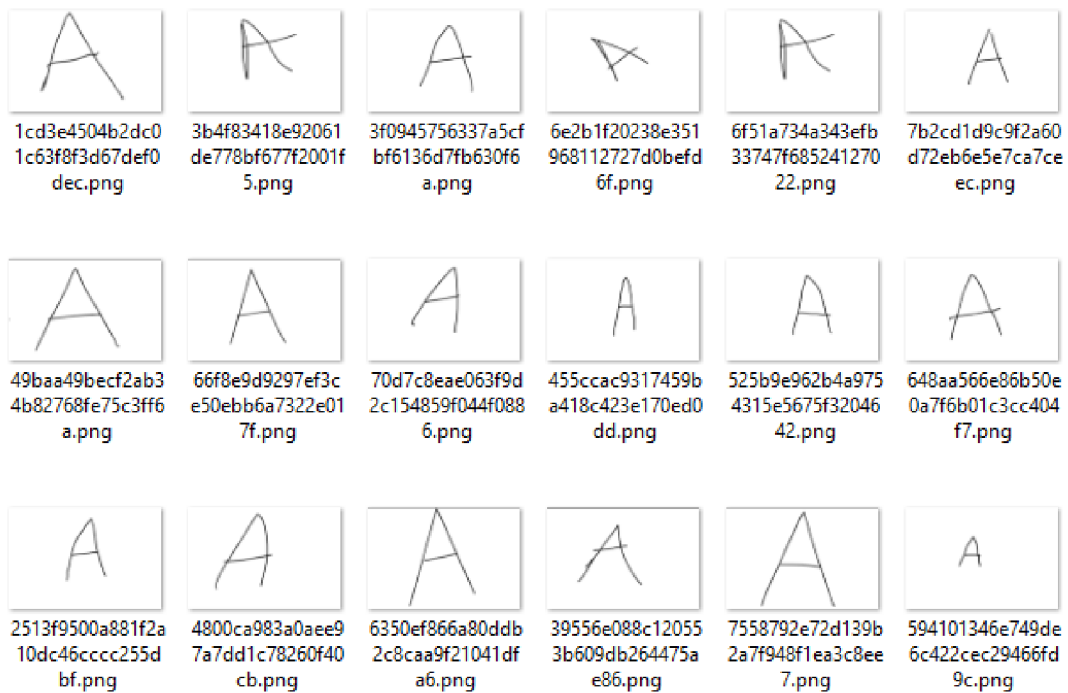 A A A A A A
1cd3e4504b2dc0 3b4f83418e92061 3f0945756337a5cf 6e2b1f20238e351 6f51a734a343efb 7b2cd1d9c9f2a60
1c63f8f3d67def0 de778bf677f2001f bf6136d7fb630f6 968112727d0befd 33747f685241270 d72eb6e5e7ca7ce
dec.png 5.png a.png 6f.png 22.png ec.png
A A A A A A
49baa49becf2ab3 66f8e9d9297ef3c 70d7c8eae063f9d 455ccac9317459b 525b9e962b4a975 648aa566e86b50e
4b82768fe75c3ff6 e50ebb6a7322e01 2c154859f044f088 a418c423e170ed0 4315e5675f32046 0a7f6b01c3cc404
a.png 7f.png 6.png dd.png 42.png f7.png
A A A A A A
2513f9500a881f2a 4800ca983a0aee9 6350ef866a80ddb 39556e088c12055 7558792e72d139b 594101346e749de
10dc46cccc255d 7a7dd1c78260f40 2c8caa9f21041df 3b609db264475a 2a7f948f1ea3c8ee 6c422cec29466fd
bf.png cb.png a6.png e86.png 7.png 9c.png